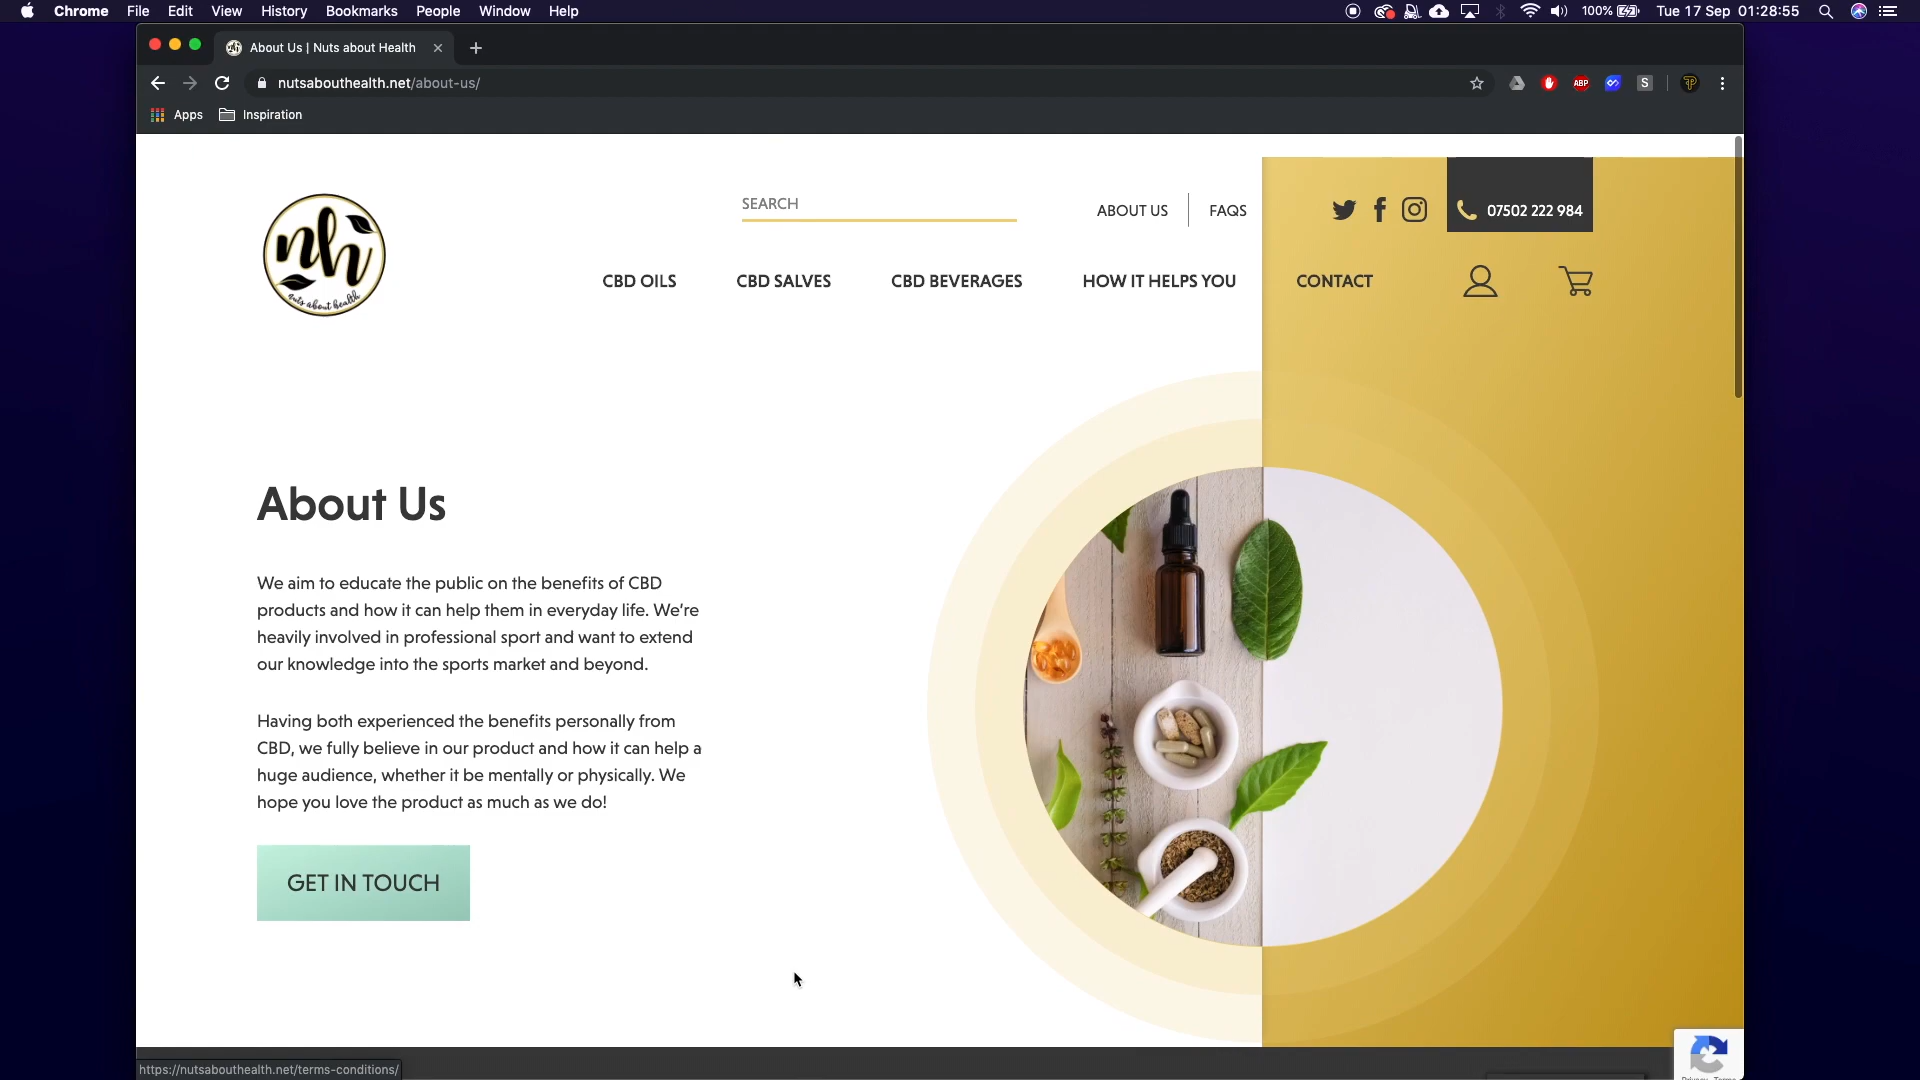 Chrome File Edit View History Bookmarks People Window Help
100% Tue 17 Sep 01:28:55
About Us | Nuts about Health
nutsabouthealth.net/about-us/
ABP
S
Apps Inspiration
nh
nuts about health
SEARCH
ABOUT US FAQS
07502 222 984
CBD OILS CBD SALVES CBD BEVERAGES HOW IT HELPS YOU CONTACT
About Us
We aim to educate the public on the benefits of CBD
products and how it can help them in everyday life. We’re
heavily involved in professional sport and want to extend
our knowledge into the sports market and beyond.
Having both experienced the benefits personally from
CBD, we fully believe in our product and how it can help a
huge audience, whether it be mentally or physically. We
hope you love the product as much as we do!
GET IN TOUCH
https://nutsabouthealth.net/terms-conditions/